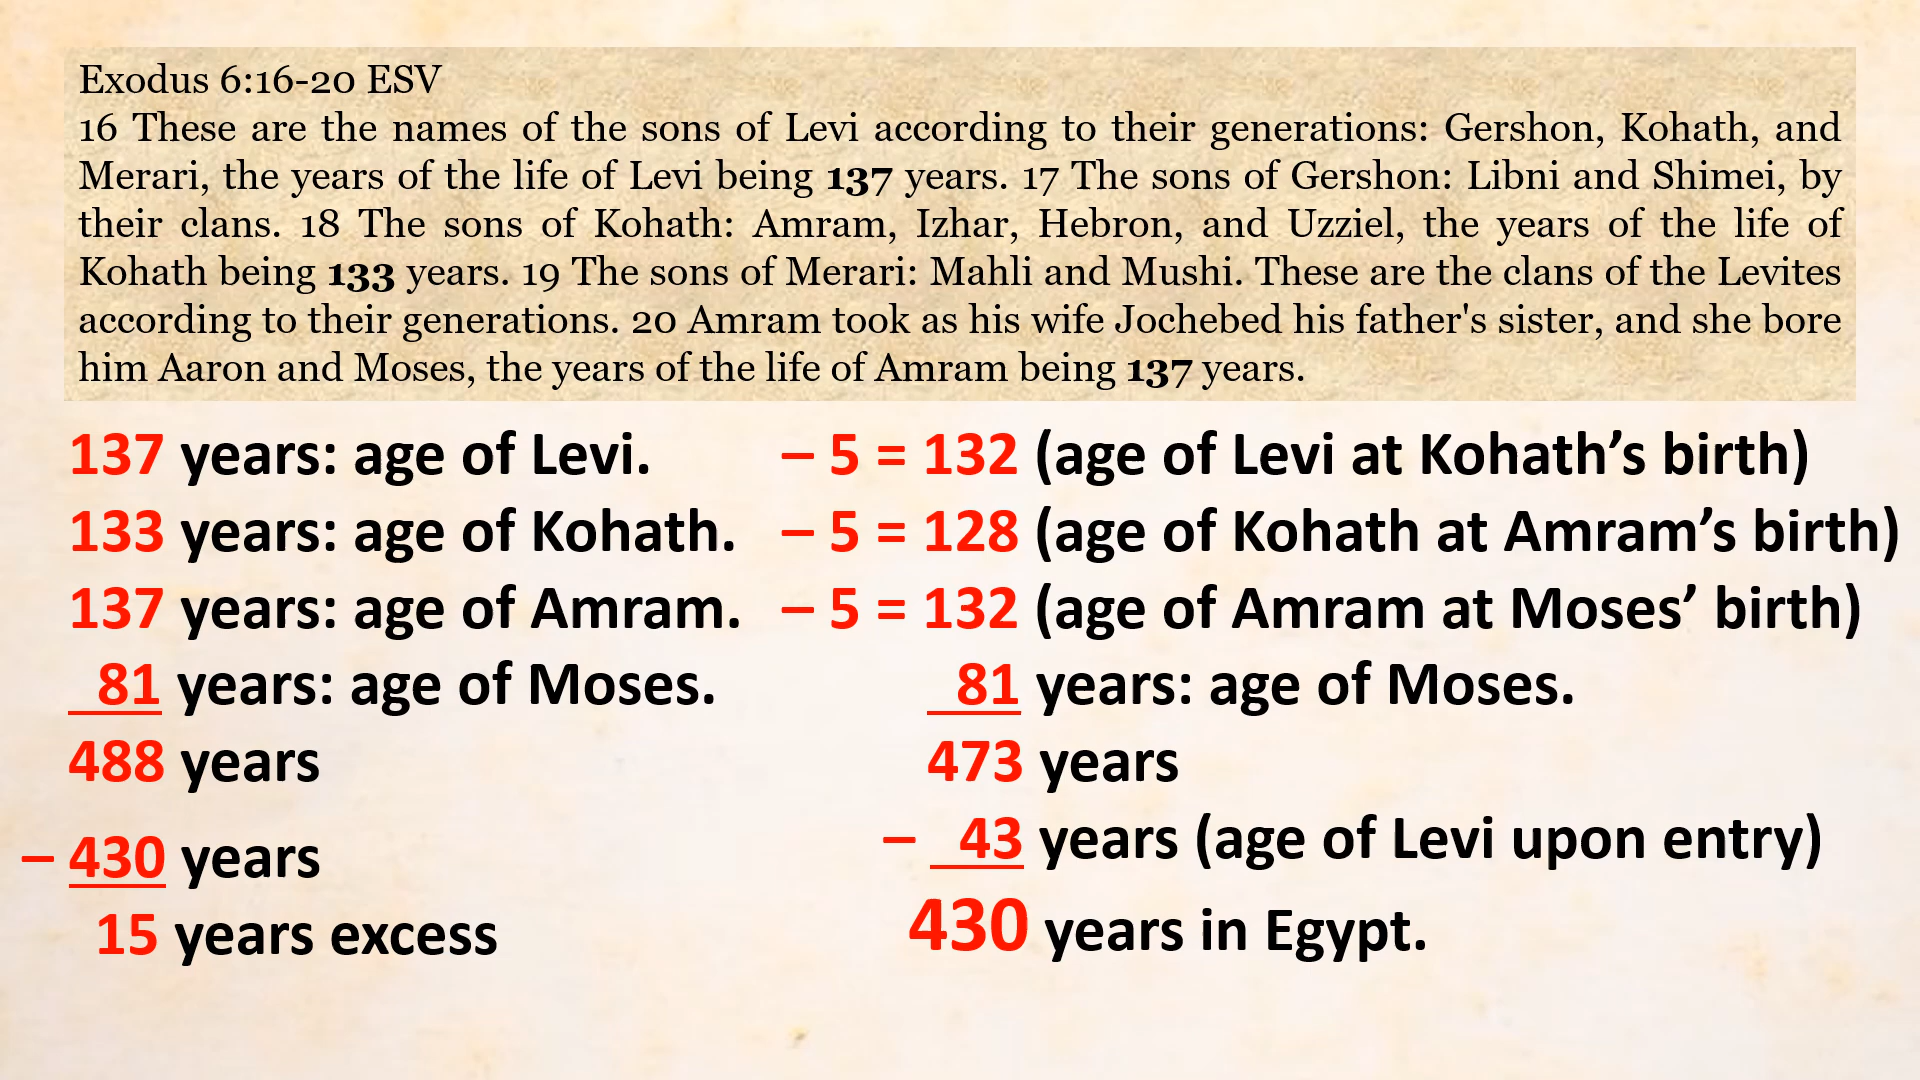 Exodus 6:16-20 ESV
16 These are the names of the sons of Levi according to their generations: Gershon, Kohath, and
Merari, the years of the life of Levi being 137 years. 17 The sons of Gershon: Libni and Shimei, by
their clans. 18 The sons of Kohath: Amram, Izhar, Hebron, and Uzziel, the years of the life of
Kohath being 133 years. 19 The sons of Merari: Mahli and Mushi. These are the clans of the Levites
according to their generations. 20 Amram took as his wife Jochebed his father's sister, and she bore
him Aaron and Moses, the years of the life of Amram being 137 years.
137 years: age of Levi.
133 years: age of Kohath.
137 years: age of Amram.
81 years: age of Moses.
488 years
– 430 years
15 years excess
– 5 = 132 (age of Levi at Kohath’s birth)
– 5 = 128 (age of Kohath at Amram’s birth)
– 5 = 132 (age of Amram at Moses’ birth)
81 years: age of Moses.
473 years
– 43 years (age of Levi upon entry)
430 years in Egypt.